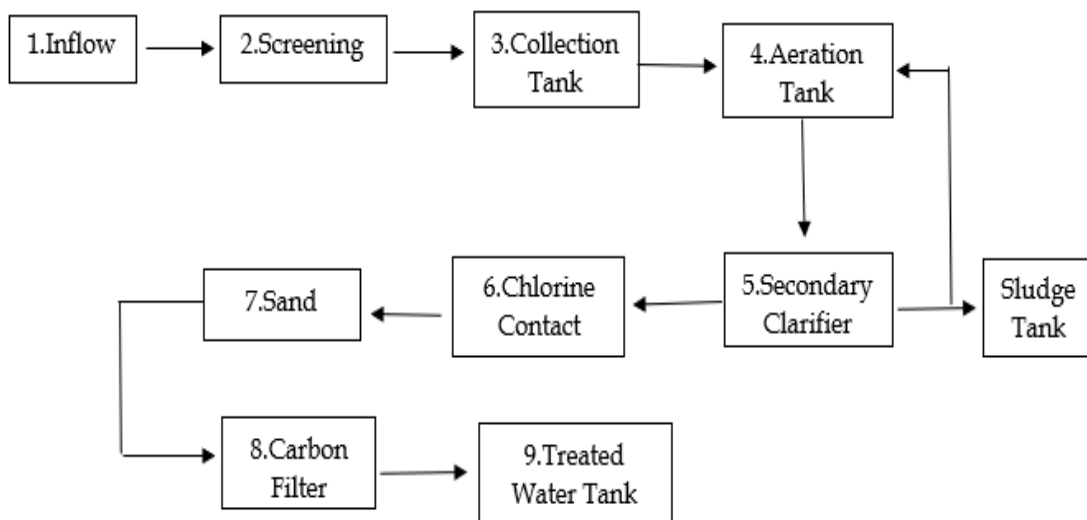 1.Inflow
2.Screening
3.Collection
Tank
4.Aeration
Tank
5.Secondary
Clarifier
Sludge
Tank
6.Chlorine
Contact
7.Sand
8.Carbon
Filter
9.Treated
Water Tank